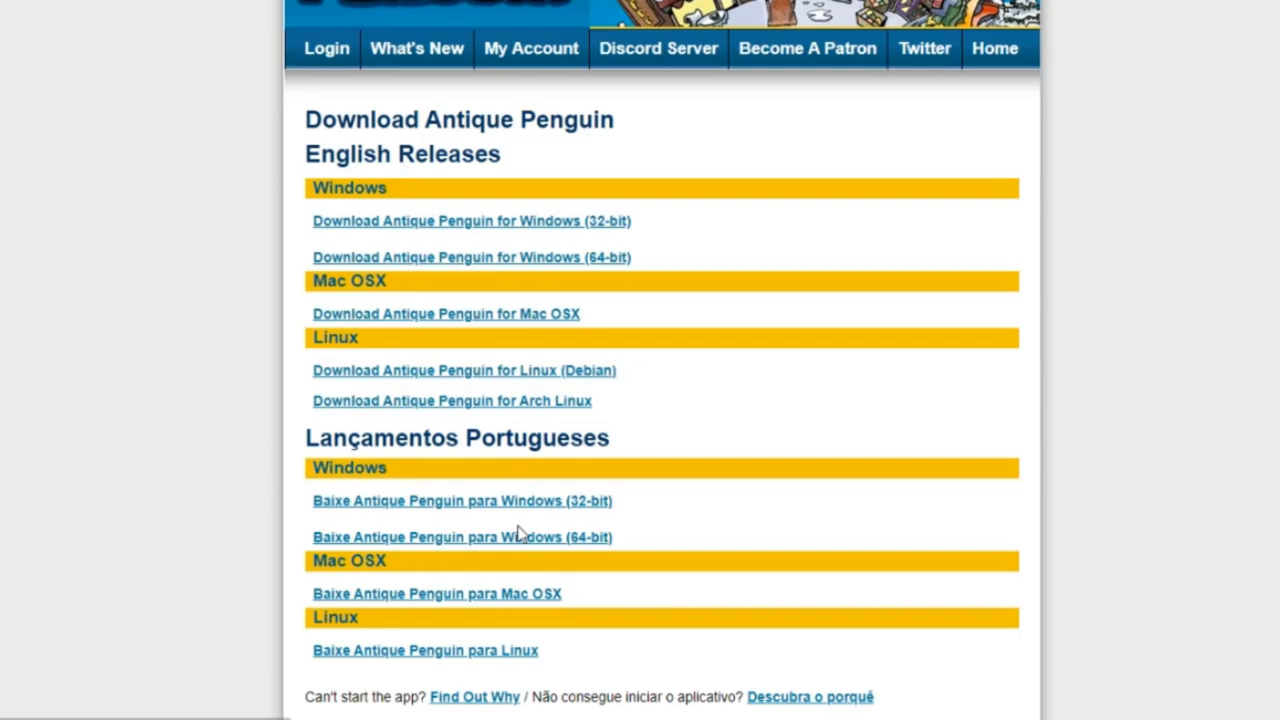 Login What's New My Account Discord Server Become A Patron Twitter Home
Download Antique Penguin
English Releases
Windows
Download Antique Penguin for Windows (32-bit)
Download Antique Penguin for Windows (64-bit)
Mac OSX
Download Antique Penguin for Mac OSX
Linux
Download Antique Penguin for Linux (Debian)
Download Antique Penguin for Arch Linux
Lançamentos Portugueses
Windows
Baixe Antique Penguin para Windows (32-bit)
Baixe Antique Penguin para Windows (64-bit)
Mac OSX
Baixe Antique Penguin para Mac OSX
Linux
Baixe Antique Penguin para Linux
Can't start the app? Find Out Why / Não consegue iniciar o aplicativo? Descubra o porquê